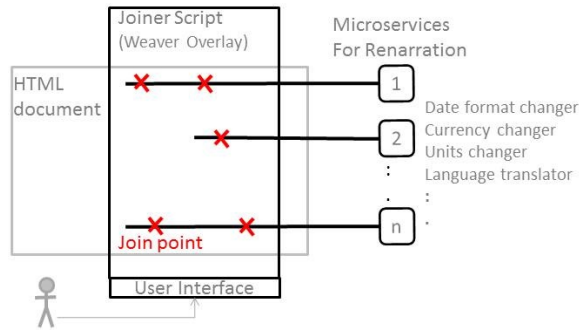 Joiner Script
(Weaver Overlay)
Microservices
For Renarration
HTML
document
1
Date format changer
2
Currency changer
Units changer
Language translator
n
Join point
User Interface